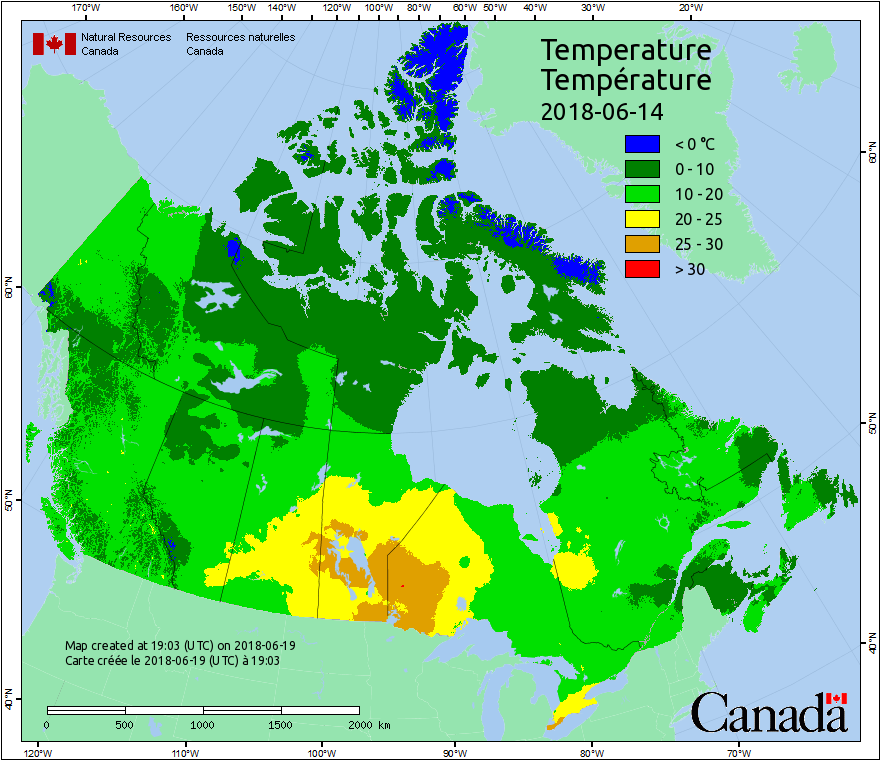 170°W 160°W 150°W 140°W 120°W 110°W 100°W 80°W 60°W 50°W 40°W 30°W 20°W
Natural Resources Ressources naturelles
Canada Canada
Temperature
Température
2018-06-14
< 0 °C
0 - 10
10 - 20
20 - 25
25 - 30
> 30
60°N 60°N
50°N 50°N
40°N 40°N
Map created at 19:03 (UTC) on 2018-06-19
Carte créée le 2018-06-19 (UTC) à 19:03
0 500 1000 1500 2000 km
Canada
120°W 110°W 100°W 90°W 80°W 70°W